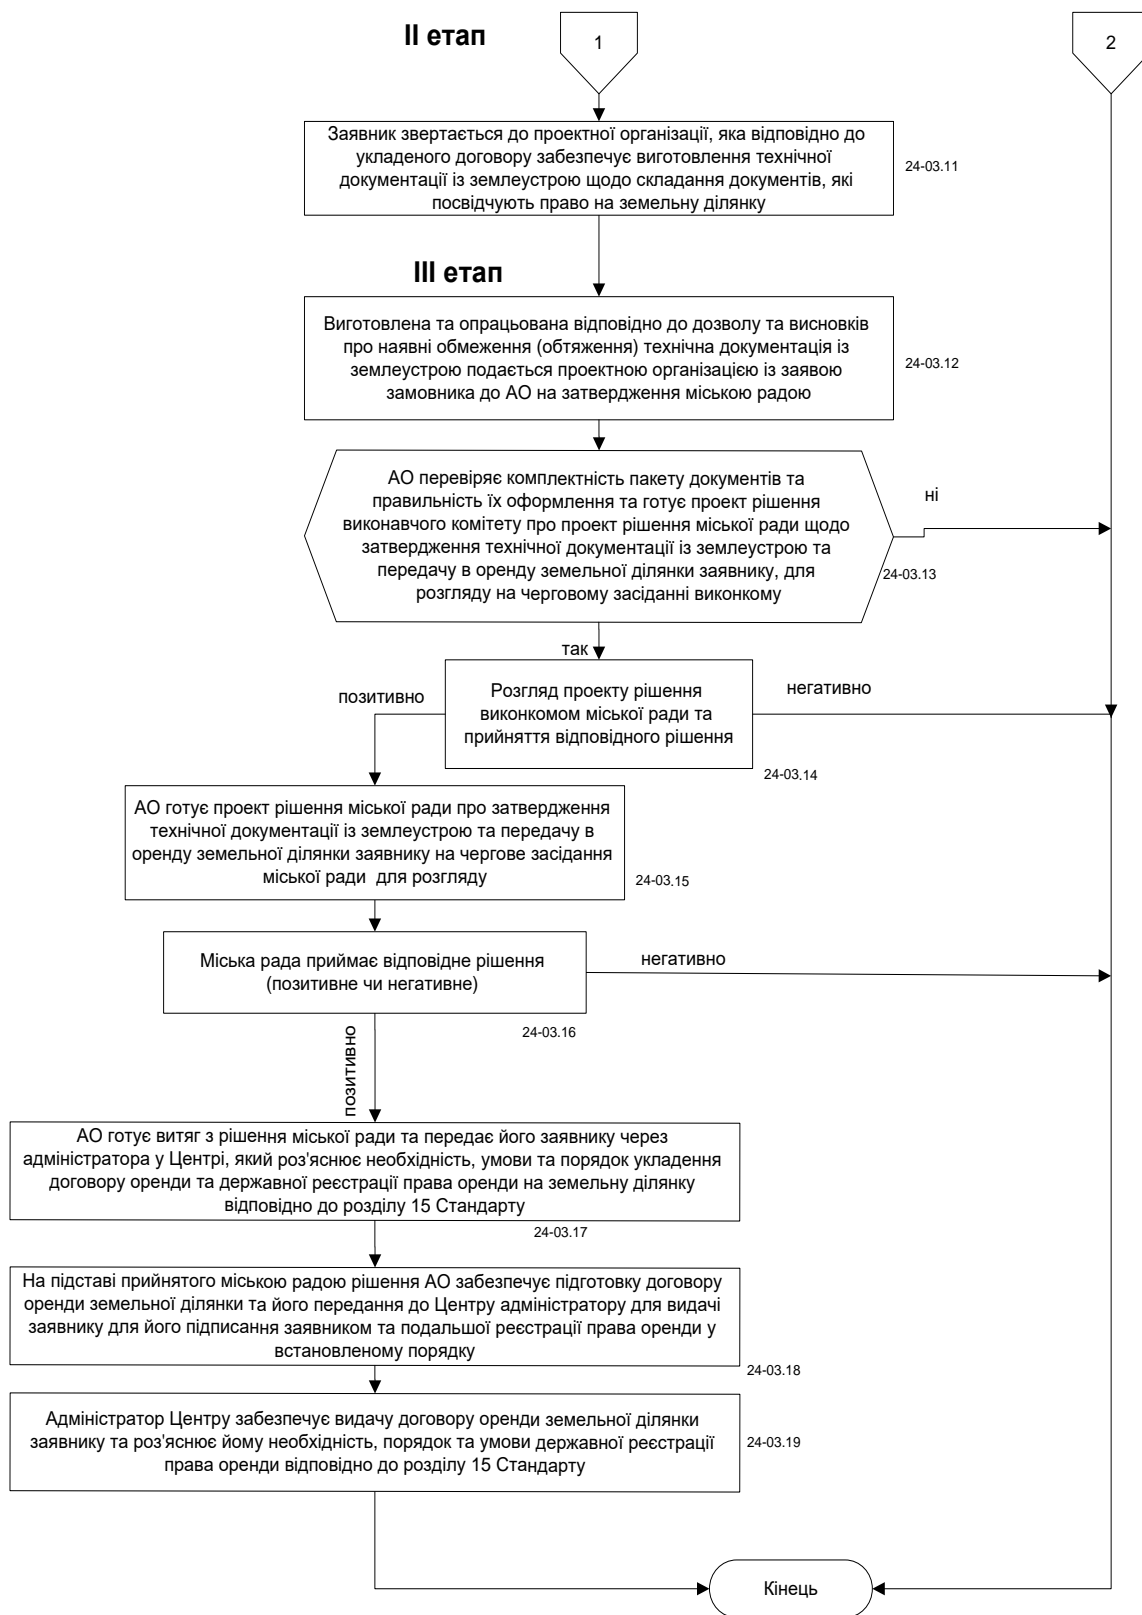 II етап
1
2
Заявник звертається до проектної організації, яка відповідно до
укладеного договору забезпечує виготовлення технічної
документації із землеустрою щодо складання документів, які
посвідчують право на земельну ділянку
24-03.11
III етап
Виготовлена та опрацьована відповідно до дозволу та висновків
про наявні обмеження (обтяження) технічна документація із
землеустрою подається проектною організацією із заявою
замовника до АО на затвердження міською радою
24-03.12
АО перевіряє комплектність пакету документів та
правильність їх оформлення та готує проект рішення
виконавчого комітету про проект рішення міської ради щодо
затвердження технічної документації із землеустрою та
передачу в оренду земельної ділянки заявнику, для
розгляду на черговому засіданні виконкому
ні
24-03.13
так
позитивно
Розгляд проекту рішення
виконкомом міської ради та
прийняття відповідного рішення
негативно
24-03.14
АО готує проект рішення міської ради про затвердження
технічної документації із землеустрою та передачу в
оренду земельної ділянки заявнику на чергове засідання
міської ради для розгляду
24-03.15
Міська рада приймає відповідне рішення
(позитивне чи негативне)
негативно
24-03.16
позитивно
АО готує витяг з рішення міської ради та передає його заявнику через
адміністратора у Центрі, який роз'яснює необхідність, умови та порядок укладення
договору оренди та державної реєстрації права оренди на земельну ділянку
відповідно до розділу 15 Стандарту
24-03.17
На підставі прийнятого міською радою рішення АО забезпечує підготовку договору
оренди земельної ділянки та його передання до Центру адміністратору для видачі
заявнику для його підписання заявником та подальшої реєстрації права оренди у
встановленому порядку
24-03.18
Адміністратор Центру забезпечує видачу договору оренди земельної ділянки
заявнику та роз'яснює йому необхідність, порядок та умови державної реєстрації
права оренди відповідно до розділу 15 Стандарту
24-03.19
Кінець